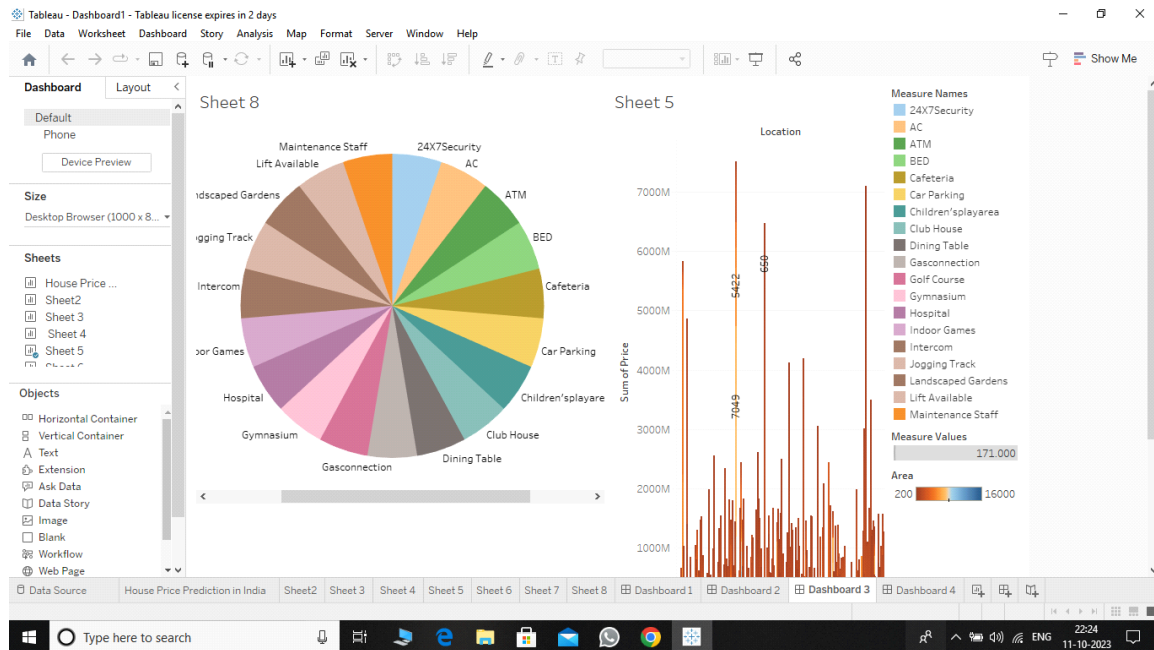 Tableau - Dashboard1 - Tableau license expires in 2 days
File Data Worksheet Dashboard Story Analysis Map Format Server Window Help
Show Me
Dashboard Layout
Default
Phone
Device Preview
Size
Desktop Browser (1000 x 8...
Sheets
House Price ...
Sheet2
Sheet 3
Sheet 4
Sheet 5
Objects
Horizontal Container
Vertical Container
Text
Extension
Ask Data
Data Story
Image
Blank
Workflow
Web Page
Sheet 8
Maintenance Staff
24X7Security
Lift Available
AC
ndscaped Gardens
ATM
ogging Track
BED
Intercom
Cafeteria
oor Games
Car Parking
Hospital
Children'splayare
Gymnasium
Club House
Gasconnection
Dining Table
Sheet 5
Location
Sum of Price
7000M
6000M
5000M
4000M
3000M
2000M
1000M
5422
650
7049
Measure Names
24X7Security
AC
ATM
BED
Cafeteria
Car Parking
Children'splayarea
Club House
Dining Table
Gasconnection
Golf Course
Gymnasium
Hospital
Indoor Games
Intercom
Jogging Track
Landscaped Gardens
Lift Available
Maintenance Staff
Measure Values
171.000
Area
200 16000
Data Source House Price Prediction in India Sheet2 Sheet 3 Sheet 4 Sheet 5 Sheet 6 Sheet 7 Sheet 8 Dashboard 1 Dashboard 2 Dashboard 3 Dashboard 4
Type here to search
ENG
22:24
11-10-2023